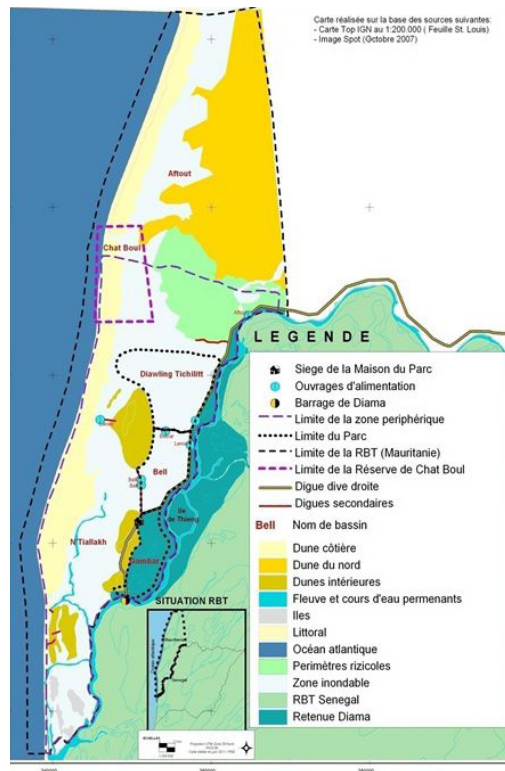 Carte réalisée sur la base des sources suivantes:
- Carte Top IGN au 1:200.000 ( Feuille St. Louis)
- Image Spot (Octobre 2007)
Aftout
Chat Boul
Diawling Tichilitt
Bell
Ile
de Thieng
N'Tiallakh
Gambar
LEGENDE
Siege de la Maison du Parc
Ouvrages d'alimentation
Barrage de Diama
Limite de la zone periphérique
Limite du Parc
Limite de la RBT (Mauritanie)
Limite de la Réserve de Chat Boul
Digue dive droite
Digues secondaires
Bell Nom de bassin
Dune côtière
Dune du nord
Dunes intérieures
Fleuve et cours d'eau permenants
Iles
Littoral
Océan atlantique
Perimètres rizicoles
Zone inondable
RBT Senegal
Retenue Diama
SITUATION RBT